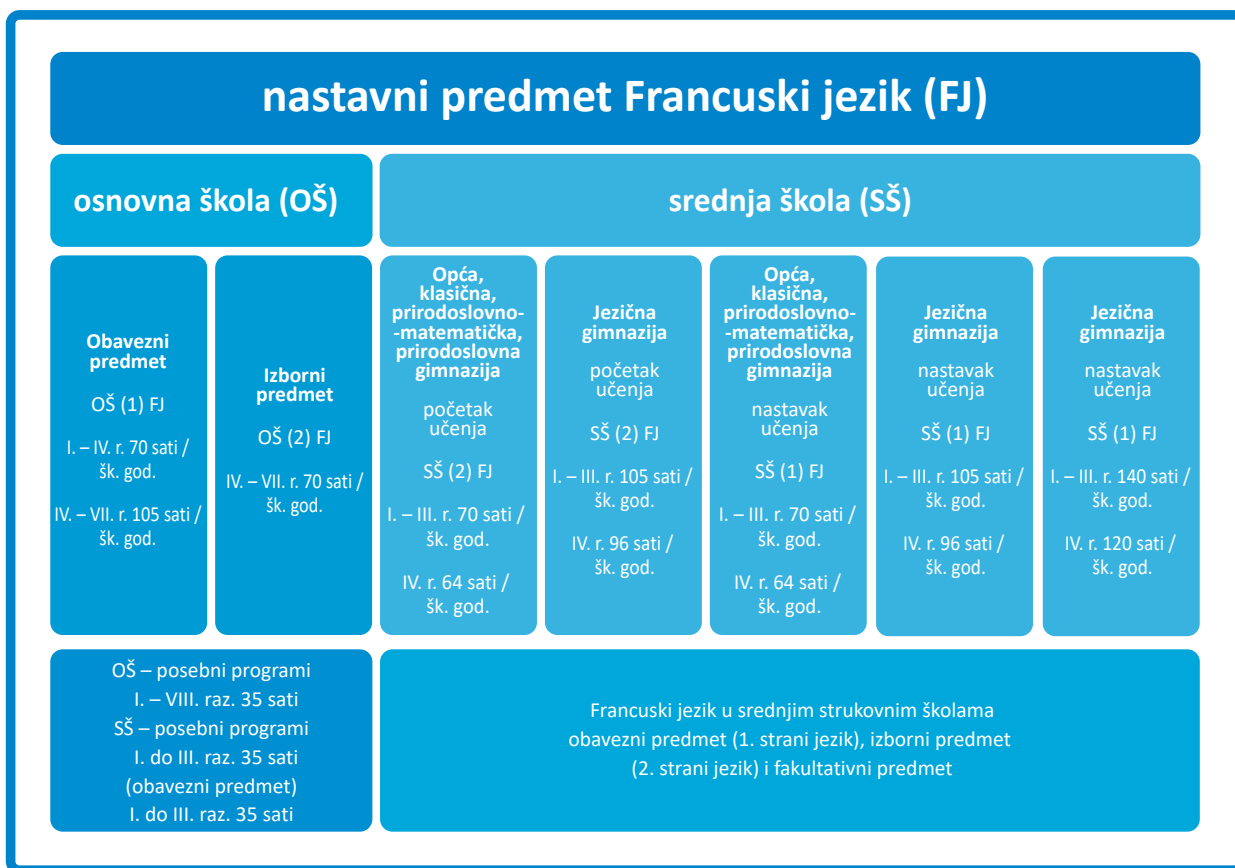 nastavni predmet Francuski jezik (FJ)
osnovna škola (OŠ)
srednja škola (SŠ)
Obavezni
predmet
OŠ (1) FJ
I. – IV. r. 70 sati /
šk. god.
IV. – VII. r. 105 sati /
šk. god.
Izborni
predmet
OŠ (2) FJ
IV. – VII. r. 70 sati /
šk. god.
Opća,
klasična,
prirodoslovno-
-matematička,
prirodoslovna
gimnazija
početak
učenja
SŠ (2) FJ
I. – III. r. 70 sati /
šk. god.
IV. r. 64 sati /
šk. god.
Jezična
gimnazija
početak
učenja
SŠ (2) FJ
I. – III. r. 105 sati /
šk. god.
IV. r. 96 sati /
šk. god.
Opća,
klasična,
prirodoslovno-
-matematička,
prirodoslovna
gimnazija
nastavak
učenja
SŠ (1) FJ
I. – III. r. 70 sati /
šk. god.
IV. r. 64 sati /
šk. god.
Jezična
gimnazija
nastavak
učenja
SŠ (1) FJ
I. – III. r. 105 sati /
šk. god.
IV. r. 96 sati /
šk. god.
Jezična
gimnazija
nastavak
učenja
SŠ (1) FJ
I. – III. r. 140 sati /
šk. god.
IV. r. 120 sati /
šk. god.
OŠ – posebni programi
I. – VIII. raz. 35 sati
SŠ – posebni programi
I. do III. raz. 35 sati
(obavezni predmet)
I. do III. raz. 35 sati
Francuski jezik u srednjim strukovnim školama
obavezni predmet (1. strani jezik), izborni predmet
(2. strani jezik) i fakultativni predmet